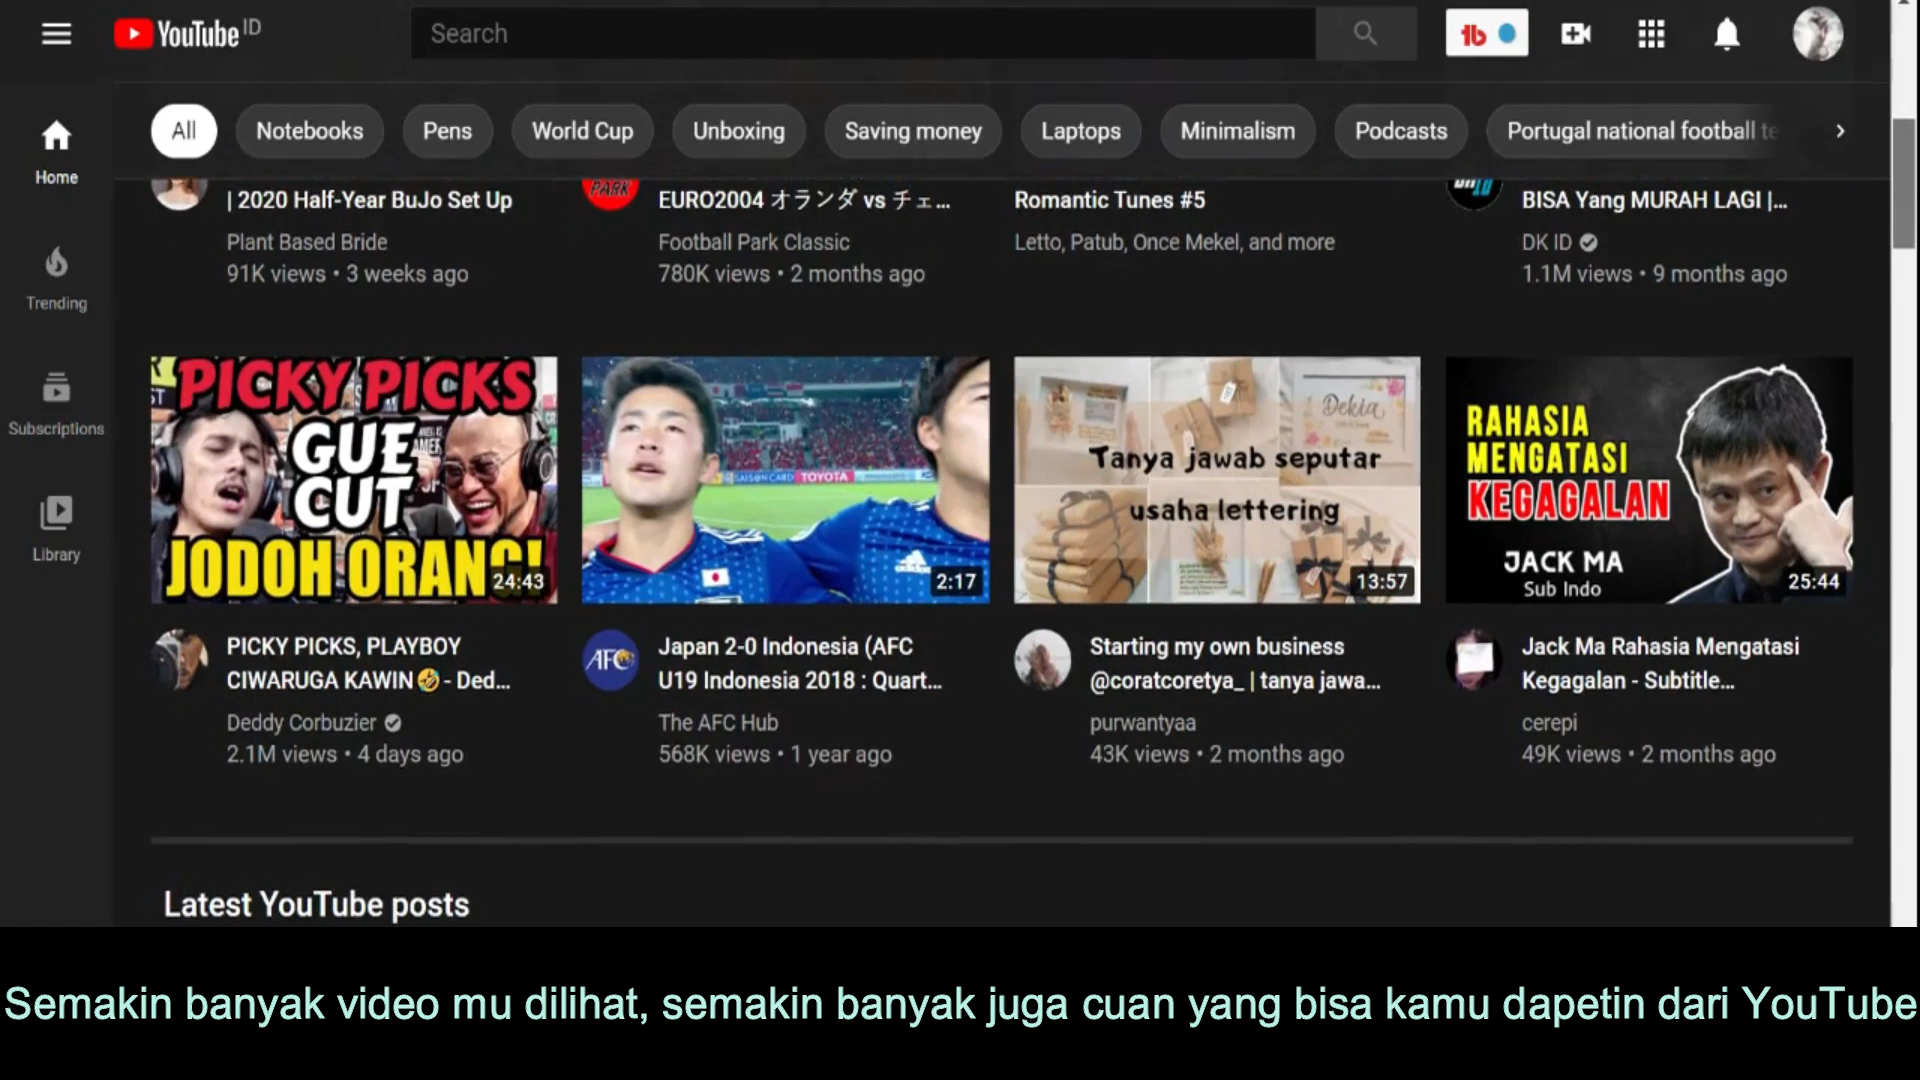 YouTube ID
Search
All
Notebooks
Pens
World Cup
Unboxing
Saving money
Laptops
Minimalism
Podcasts
Portugal national football te
Home
Trending
Subscriptions
Library
| 2020 Half-Year BuJo Set Up
Plant Based Bride
91K views • 3 weeks ago
PARK
EURO2004 オランダ vs チェ...
Football Park Classic
780K views • 2 months ago
Romantic Tunes #5
Letto, Patub, Once Mekel, and more
BISA Yang MURAH LAGI |...
DK ID
1.1M views • 9 months ago
PICKY PICKS
GUE
CUT
JODOH ORANG!
24:43
PICKY PICKS, PLAYBOY
CIWARUGA KAWIN🤣 - Ded...
Deddy Corbuzier
2.1M views • 4 days ago
SAISON CARD TOYOTA
2:17
AFC
Japan 2-0 Indonesia (AFC
U19 Indonesia 2018 : Quart...
The AFC Hub
568K views • 1 year ago
Dekia
Tanya jawab seputar
usaha lettering
13:57
Starting my own business
@coratcoretya_ | tanya jawa...
purwantyaa
43K views • 2 months ago
RAHASIA
MENGATASI
KEGAGALAN
JACK MA
Sub Indo
25:44
Jack Ma Rahasia Mengatasi
Kegagalan - Subtitle...
cerepi
49K views • 2 months ago
Latest YouTube posts
Semakin banyak video mu dilihat, semakin banyak juga cuan yang bisa kamu dapetin dari YouTube